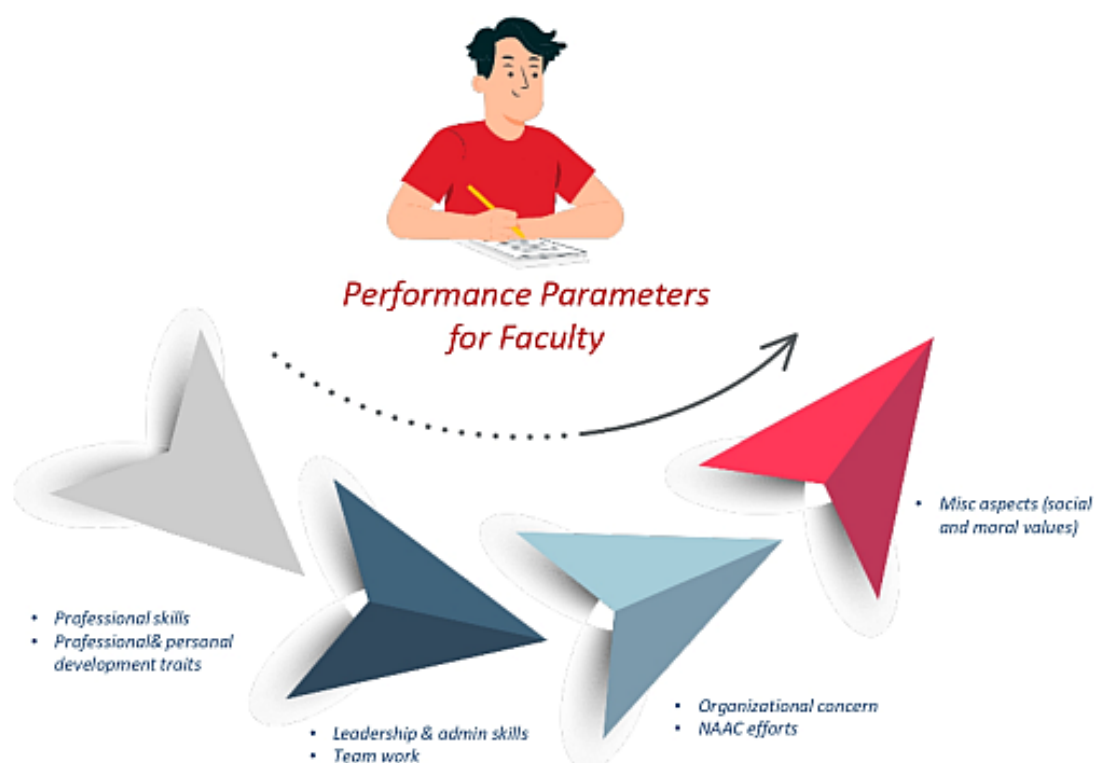 Performance Parameters
for Faculty
• Professional skills
• Professional& personal
development traits
• Leadership & admin skills
• Team work
• Organizational concern
• NAAC efforts
• Misc aspects (social
and moral values)